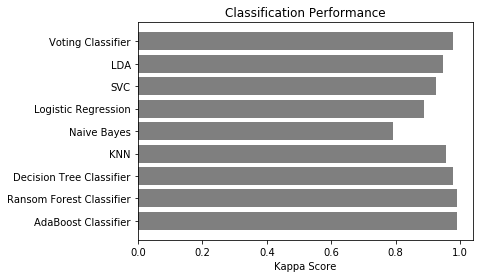 Classification Performance
Voting Classifier
LDA
SVC
Logistic Regression
Naive Bayes
KNN
Decision Tree Classifier
Ransom Forest Classifier
AdaBoost Classifier
0.0 0.2 0.4 0.6 0.8 1.0
Kappa Score